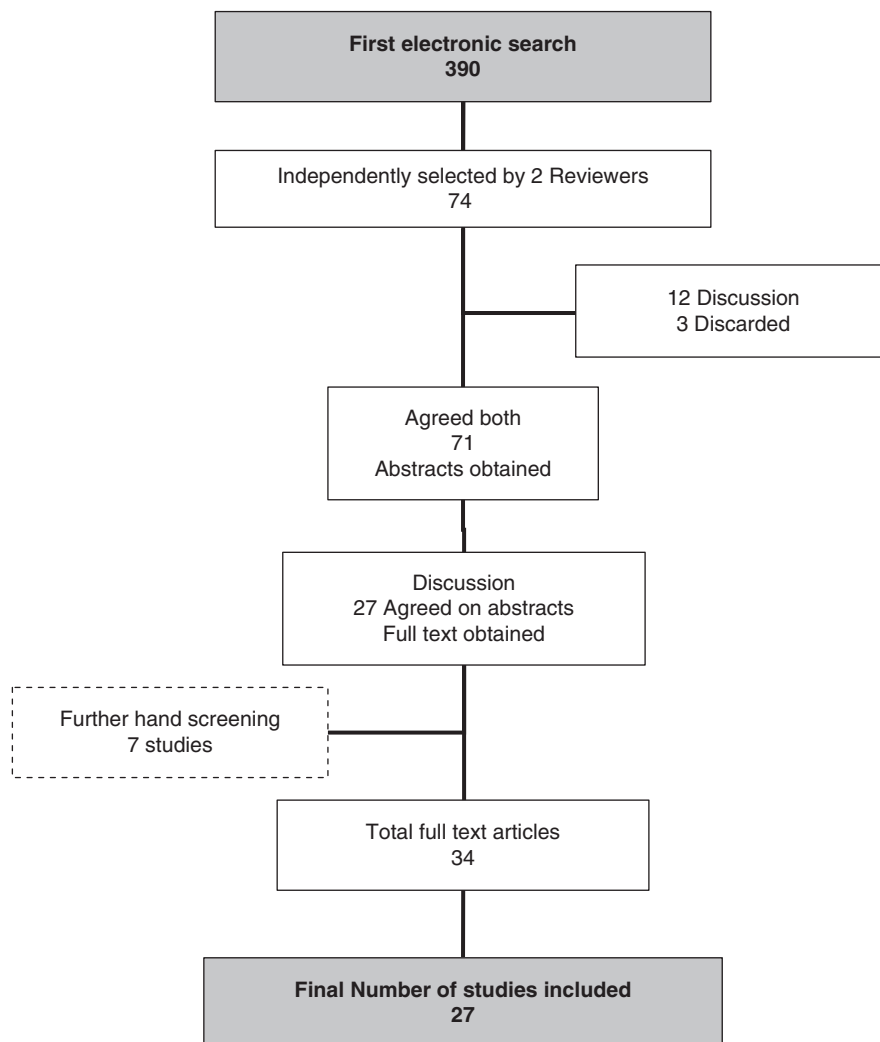 First electronic search
390
Independently selected by 2 Reviewers
74
12 Discussion
3 Discarded
Agreed both
71
Abstracts obtained
Discussion
27 Agreed on abstracts
Full text obtained
Further hand screening
7 studies
Total full text articles
34
Final Number of studies included
27